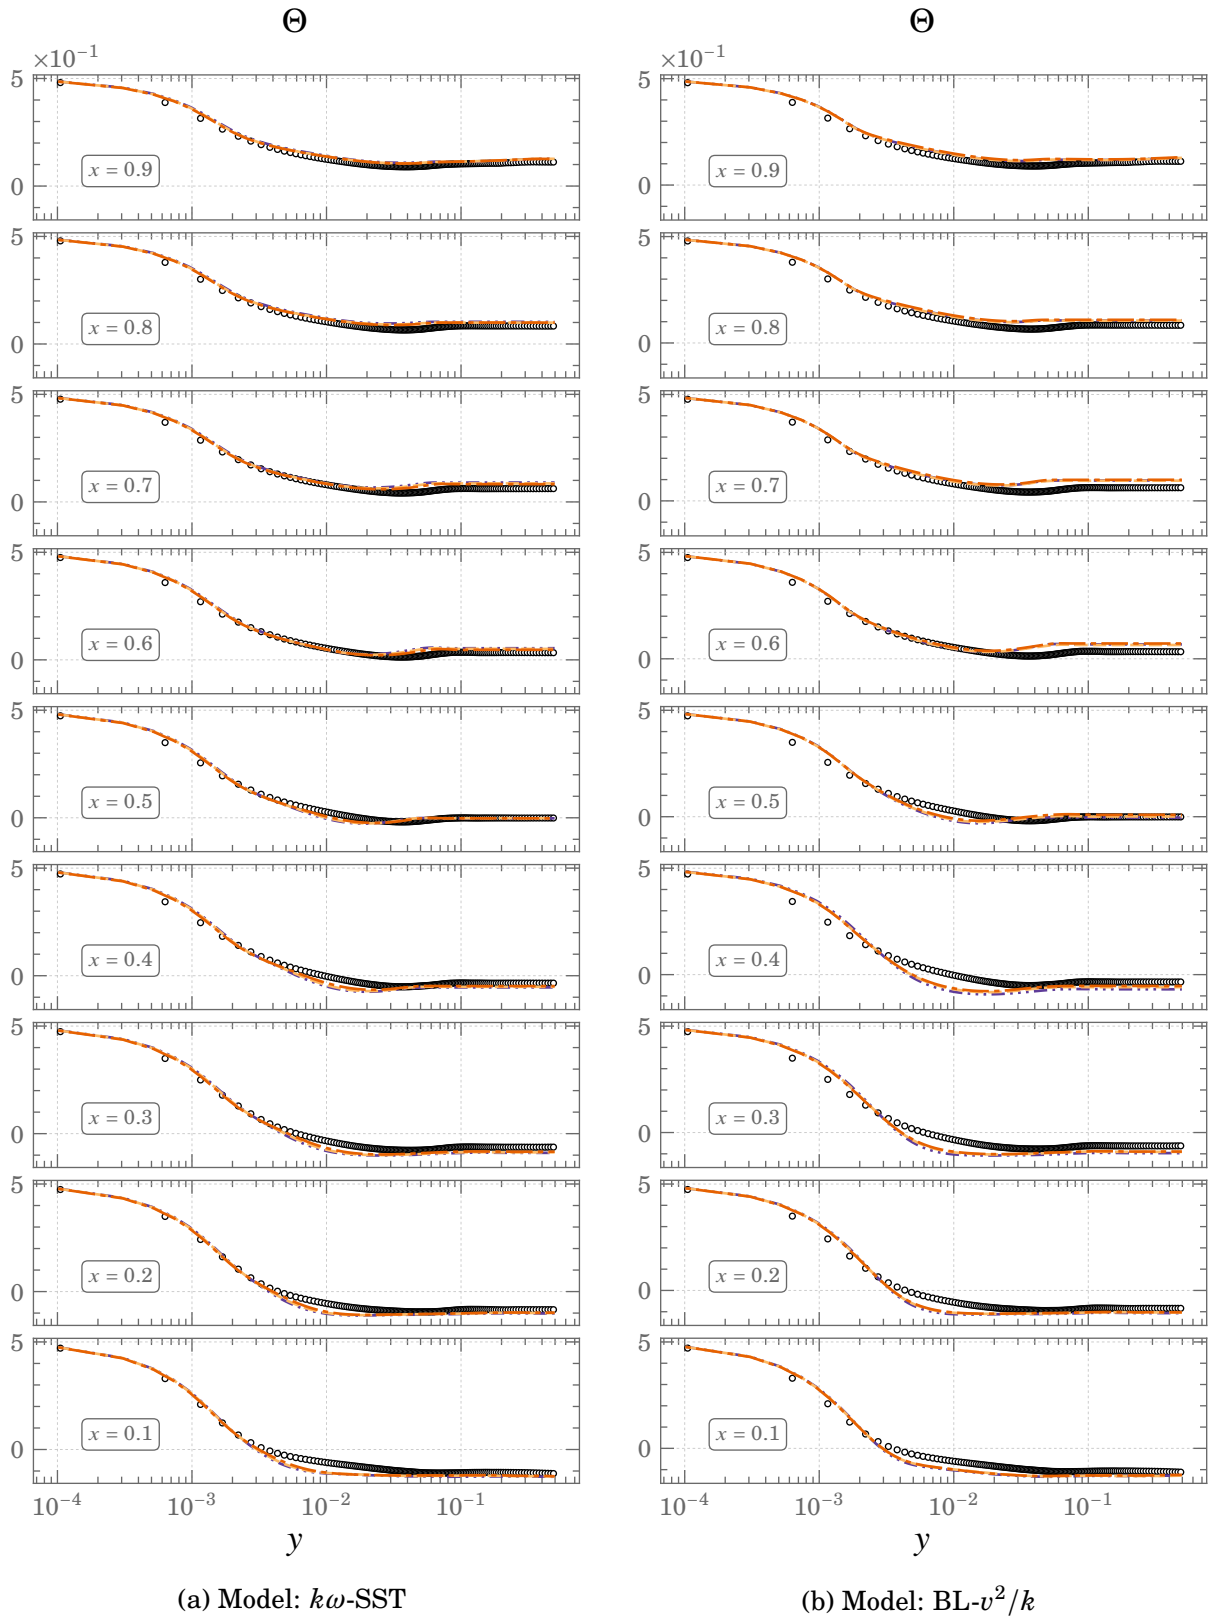 Θ Θ
×10⁻¹ ×10⁻¹
5 5
x = 0.9 x = 0.9
0 0
5 5
x = 0.8 x = 0.8
0 0
5 5
x = 0.7 x = 0.7
0 0
5 5
x = 0.6 x = 0.6
0 0
5 5
x = 0.5 x = 0.5
0 0
5 5
x = 0.4 x = 0.4
0 0
5 5
x = 0.3 x = 0.3
0 0
5 5
x = 0.2 x = 0.2
0 0
5 5
x = 0.1 x = 0.1
0 0
10⁻⁴ 10⁻³ 10⁻² 10⁻¹ 10⁻⁴ 10⁻³ 10⁻² 10⁻¹
y y
(a) Model: kω-SST (b) Model: BL-v²/k